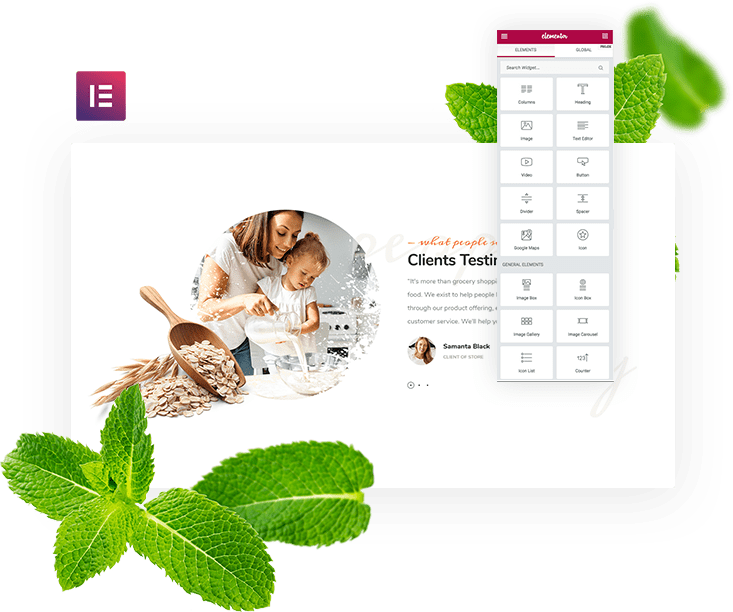 elementor
ELEMENTS GLOBAL
Search Widget...
Columns Heading
Image Text Editor
Video Button
Divider Spacer
Google Maps Icon
GENERAL ELEMENTS
Image Box Icon Box
Image Gallery Image Carousel
Icon List Counter
– what people s
Clients Testim
"It's more than grocery shoppi
food. We exist to help people
through our product offering,
customer service. We'll help yo
Samanta Black
CLIENT OF STORE